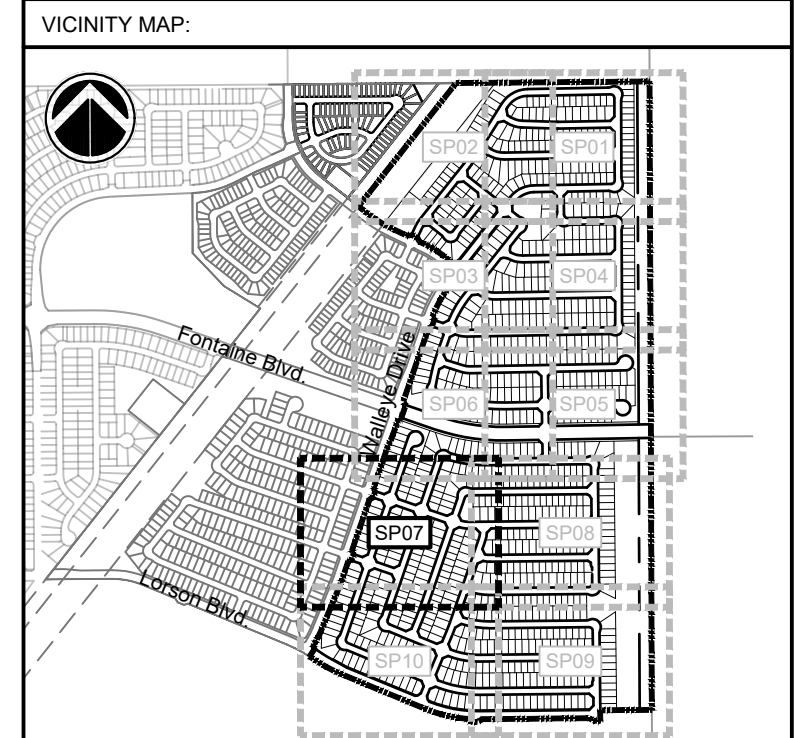 VICINITY MAP:
SP02
SP01
SP03
SP04
Fontaine Blvd.
Walleye Drive
SP06
SP05
SP07
SP08
Lorson Blvd.
SP10
SP09